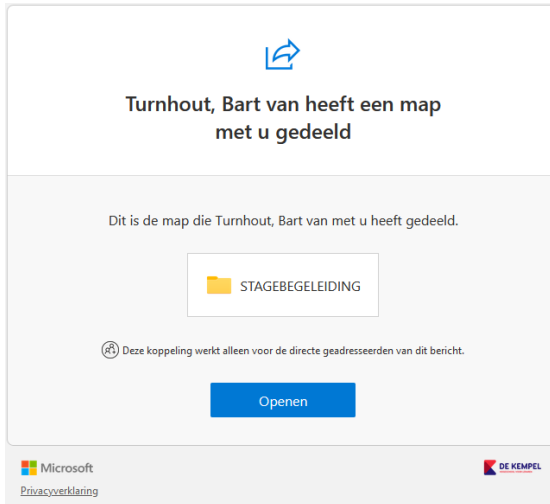 Turnhout, Bart van heeft een map
met u gedeeld
Dit is de map die Turnhout, Bart van met u heeft gedeeld.
STAGEBEGELEIDING
Deze koppeling werkt alleen voor de directe geadresseerden van dit bericht.
Openen
Microsoft
DE KEMPEL
Privacyverklaring